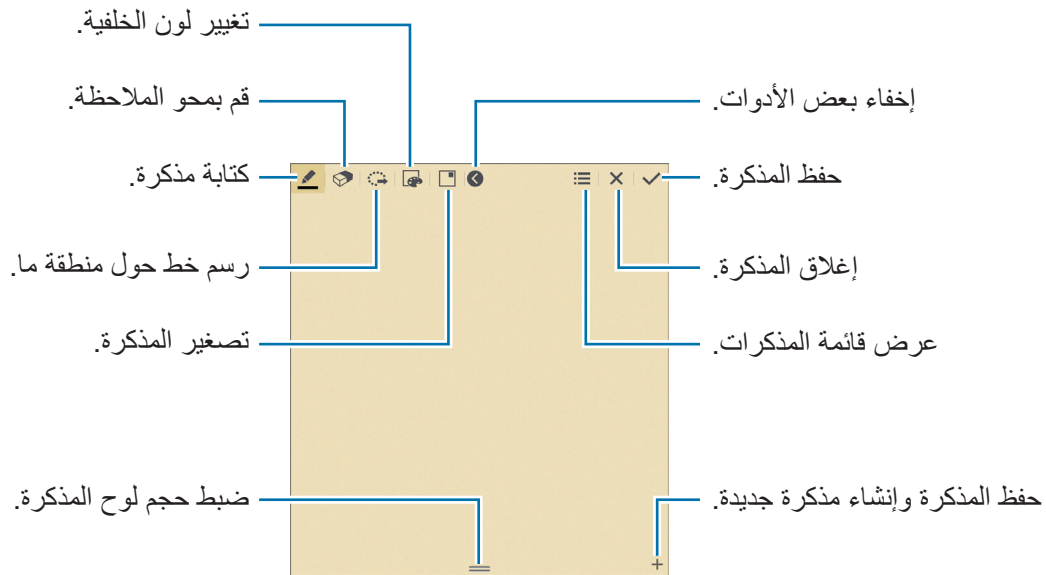 تغيير لون الخلفية.
قم بمحو الملاحظة.
إخفاء بعض الأدوات.
كتابة مذكرة.
حفظ المذكرة.
رسم خط حول منطقة ما.
إغلاق المذكرة.
تصغير المذكرة.
عرض قائمة المذكرات.
ضبط حجم لوح المذكرة.
حفظ المذكرة وإنشاء مذكرة جديدة.